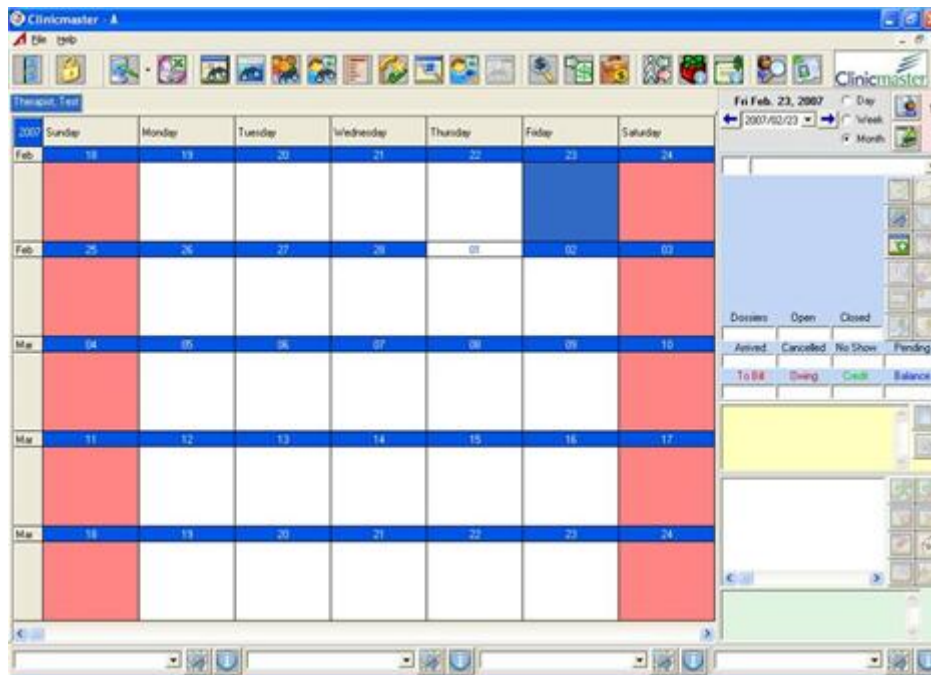 Clinicmaster - A
File Help
Clinicmaster
Therapist, Test
Fri Feb. 23, 2007 Day
2007/02/23 Week
Month
2007 Sunday Monday Tuesday Wednesday Thursday Friday Saturday
Feb 18 19 20 21 22 23 24
Feb 25 26 27 28 01 02 03
Mar 04 05 06 07 08 09 10
Mar 11 12 13 14 15 16 17
Mar 18 19 20 21 22 23 24
Dossiers Open Closed
Arrived Cancelled No Show Pending
To Bill Owing Credit Balance